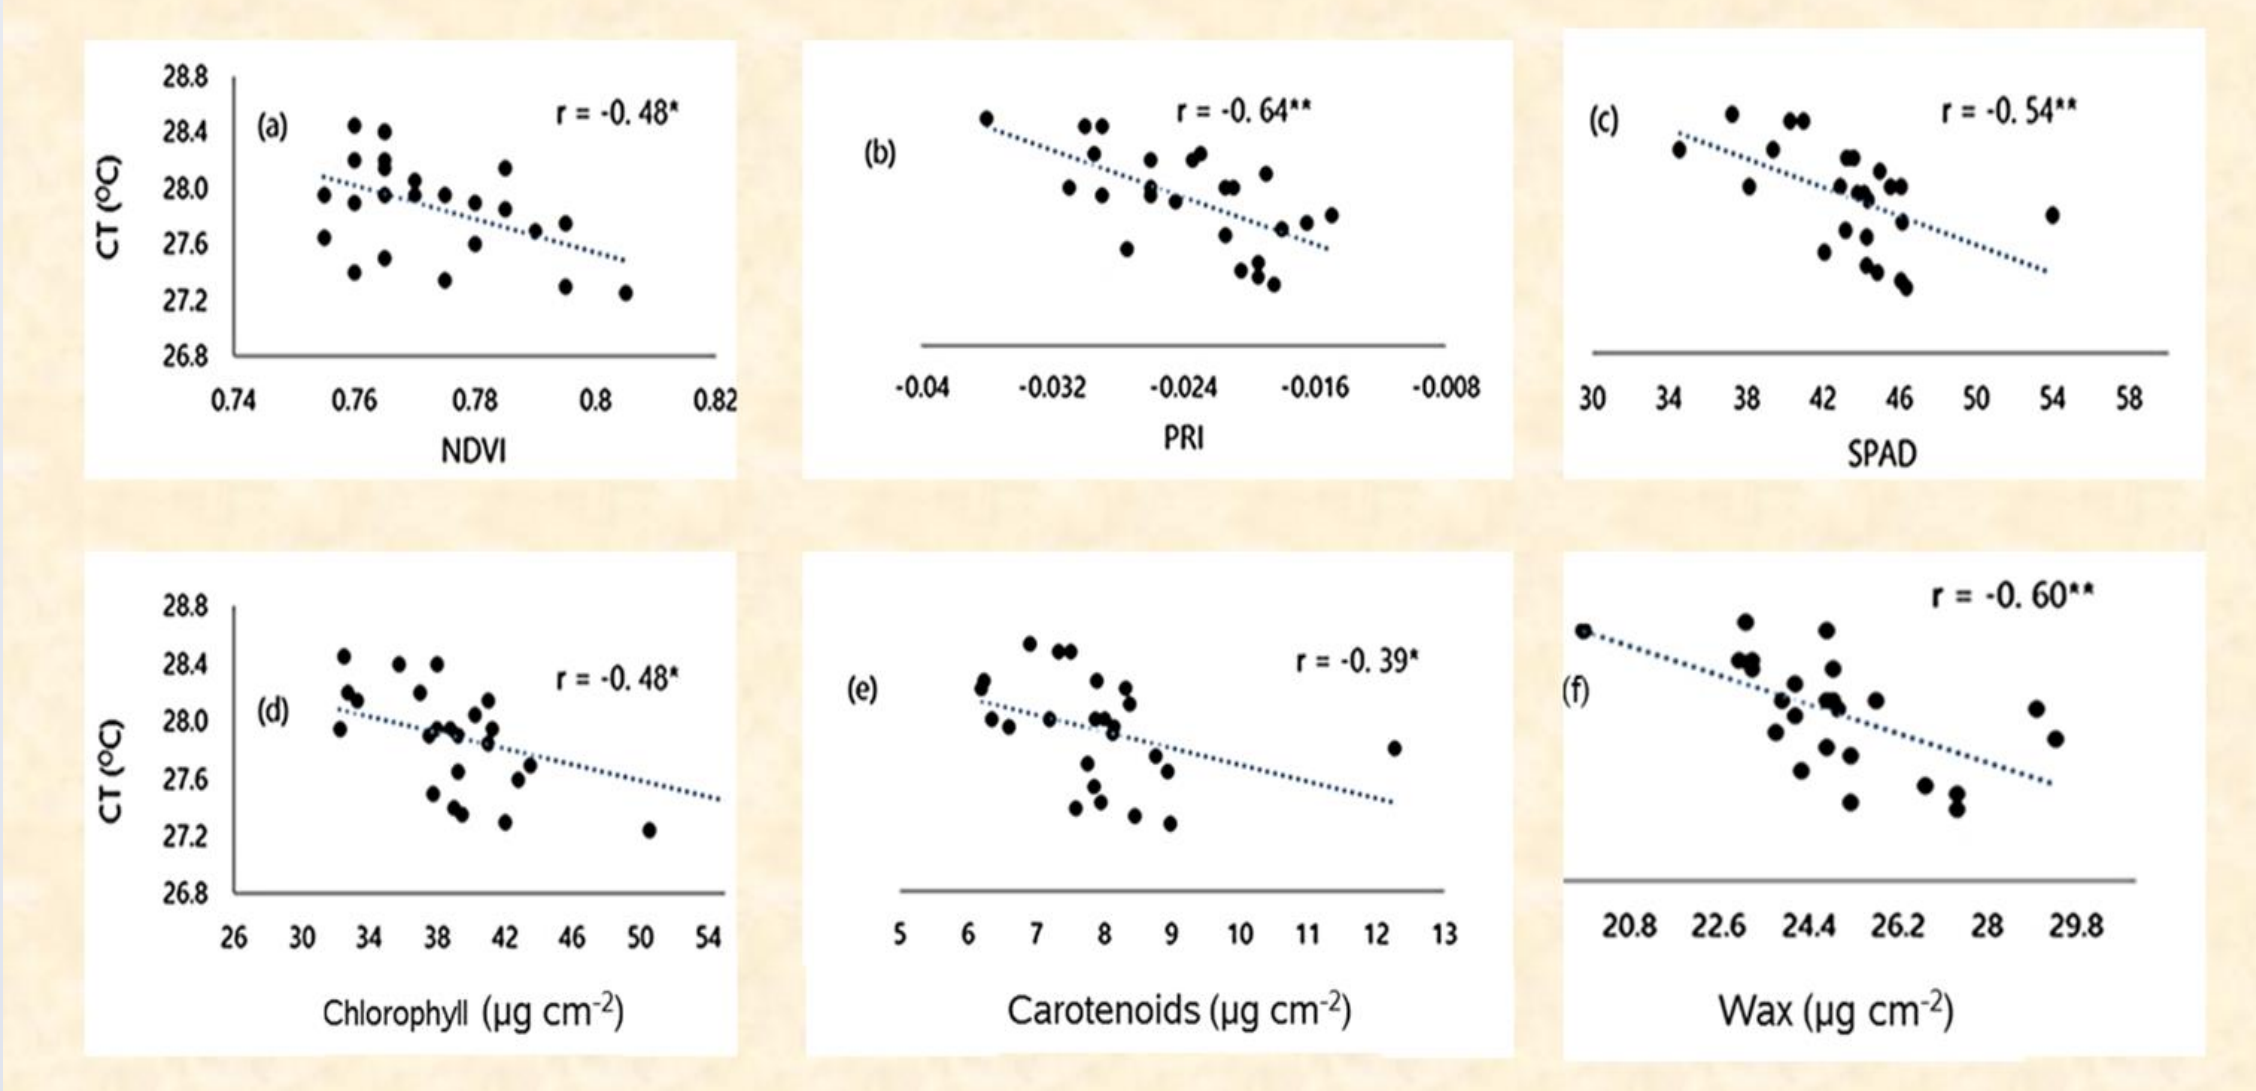 28.8
28.4
28.0
27.6
27.2
26.8
CT (ºC)
(a)
r = -0. 48*
0.74 0.76 0.78 0.8 0.82
NDVI
(b)
r = -0. 64**
-0.04 -0.032 -0.024 -0.016 -0.008
PRI
(c)
r = -0. 54**
30 34 38 42 46 50 54 58
SPAD
28.8
28.4
28.0
27.6
27.2
26.8
CT (ºC)
(d)
r = -0. 48*
26 30 34 38 42 46 50 54
Chlorophyll (µg cm⁻²)
(e)
r = -0. 39*
5 6 7 8 9 10 11 12 13
Carotenoids (µg cm⁻²)
(f)
r = -0. 60**
20.8 22.6 24.4 26.2 28 29.8
Wax (µg cm⁻²)